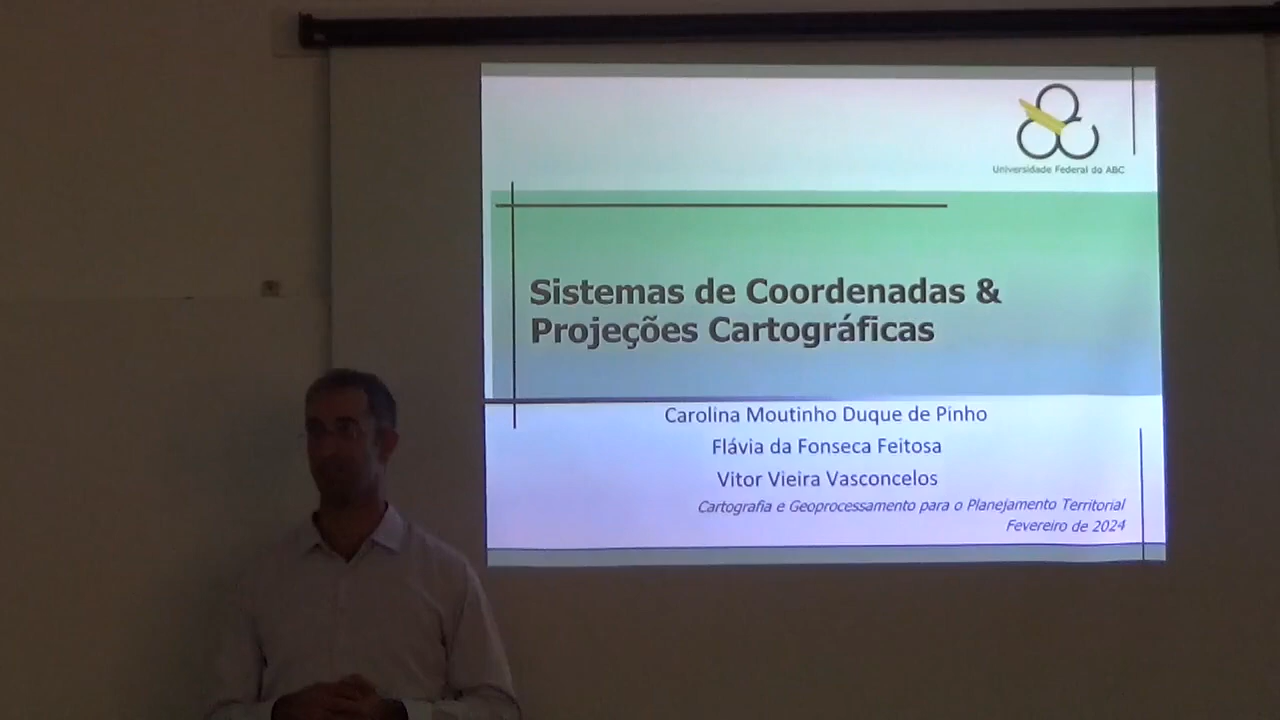 Universidade Federal do ABC
Sistemas de Coordenadas &
Projeções Cartográficas
Carolina Moutinho Duque de Pinho
Flávia da Fonseca Feitosa
Vitor Vieira Vasconcelos
Cartografia e Geoprocessamento para o Planejamento Territorial
Fevereiro de 2024